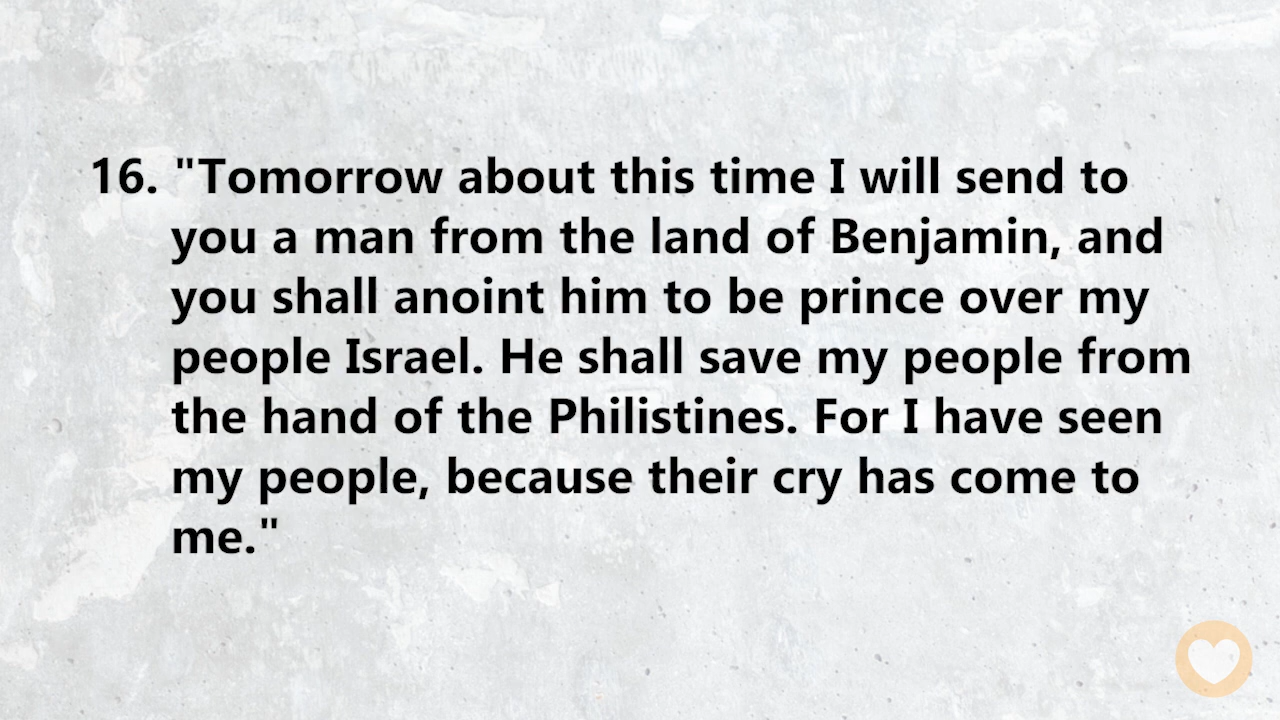 16. "Tomorrow about this time I will send to
you a man from the land of Benjamin, and
you shall anoint him to be prince over my
people Israel. He shall save my people from
the hand of the Philistines. For I have seen
my people, because their cry has come to
me."